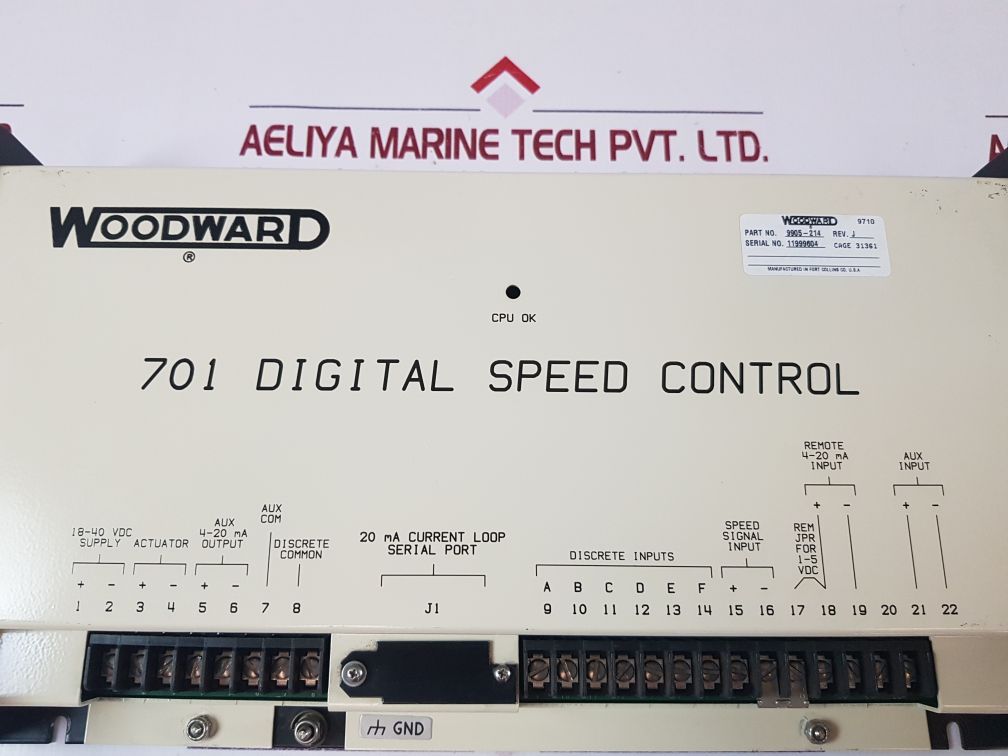 AELIYA MARINE TECH PVT. LTD.
WOODWARD
®
WOODWARD 9710
PART NO. 9905-214 REV. J
SERIAL NO. 11999604 CAGE 31361
MANUFACTURED IN FORT COLLINS CO, U.S.A
CPU OK
701 DIGITAL SPEED CONTROL
REMOTE
4-20 mA
INPUT
AUX
INPUT
18-40 VDC
SUPPLY
ACTUATOR
AUX
4-20 mA
OUTPUT
AUX
COM
DISCRETE
COMMON
20 mA CURRENT LOOP
SERIAL PORT
DISCRETE INPUTS
SPEED
SIGNAL
INPUT
REM
JPR
FOR
1-5
VDC
+ - + - + - A B C D E F + - + - + -
1 2 3 4 5 6 7 8 J1 9 10 11 12 13 14 15 16 17 18 19 20 21 22
GND